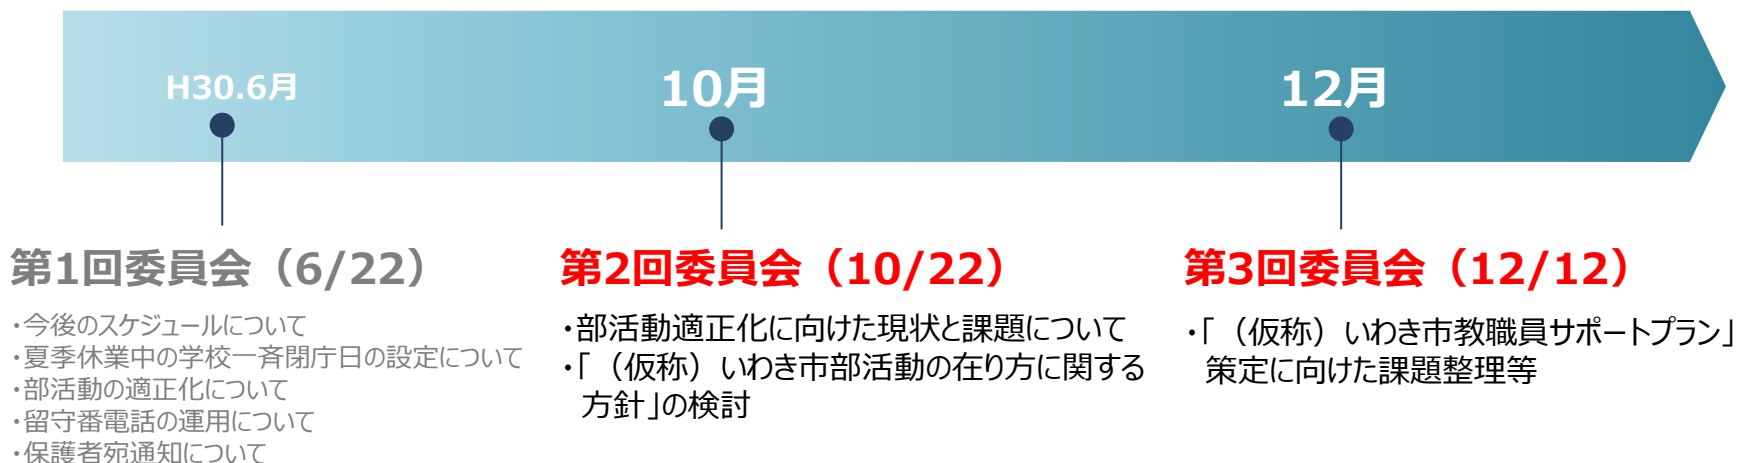 H30.6月
10月
12月
第1回委員会（6/22）
・今後のスケジュールについて
・夏季休業中の学校一斉閉庁日の設定について
・部活動の適正化について
・留守番電話の運用について
・保護者宛通知について
第2回委員会（10/22）
・部活動適正化に向けた現状と課題について
・「（仮称）いわき市部活動の在り方に関する
方針」の検討
第3回委員会（12/12）
・「（仮称）いわき市教職員サポートプラン」
策定に向けた課題整理等